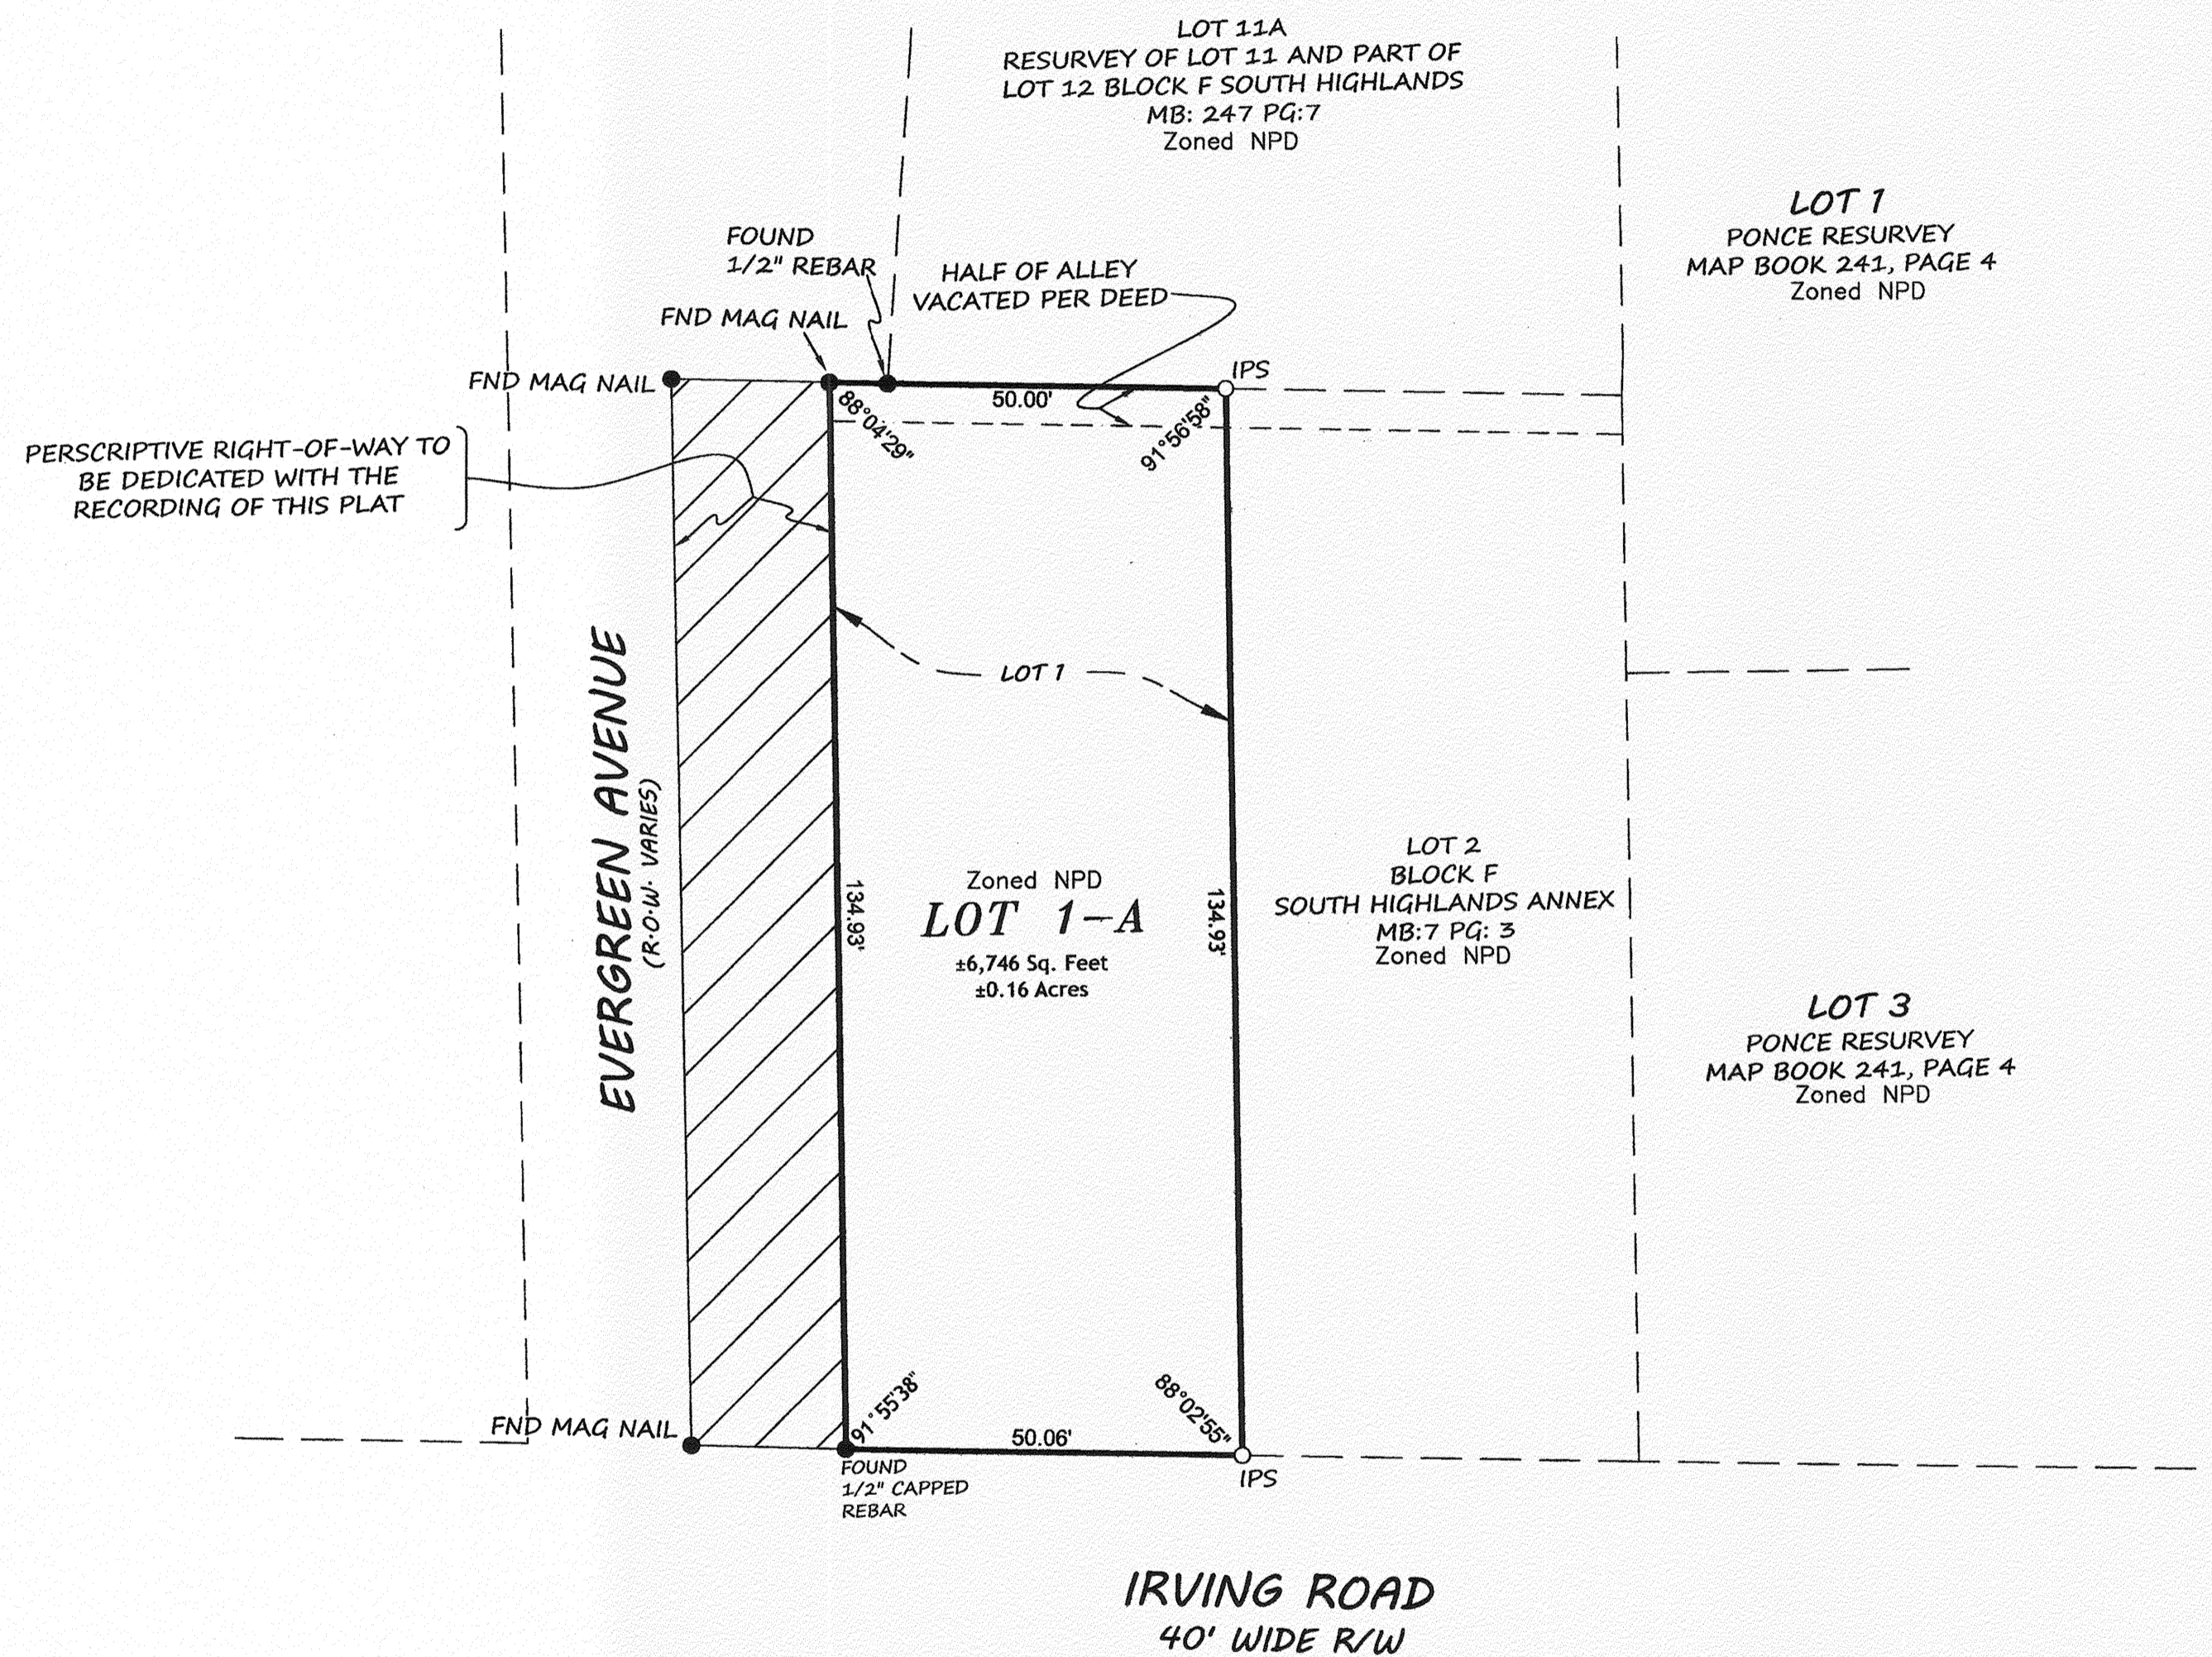 LOT 11A
RESURVEY OF LOT 11 AND PART OF
LOT 12 BLOCK F SOUTH HIGHLANDS
MB: 247 PG:7
Zoned NPD
LOT 1
PONCE RESURVEY
MAP BOOK 241, PAGE 4
Zoned NPD
FOUND
1/2" REBAR
HALF OF ALLEY
VACATED PER DEED
FND MAG NAIL
FND MAG NAIL
IPS
50.00'
88°04'29"
91°56'58"
PERSCRIPTIVE RIGHT-OF-WAY TO
BE DEDICATED WITH THE
RECORDING OF THIS PLAT
LOT 1
EVERGREEN AVENUE
(R.O.W. VARIES)
134.93'
Zoned NPD
LOT 1-A
±6,746 Sq. Feet
±0.16 Acres
134.93'
LOT 2
BLOCK F
SOUTH HIGHLANDS ANNEX
MB:7 PG: 3
Zoned NPD
LOT 3
PONCE RESURVEY
MAP BOOK 241, PAGE 4
Zoned NPD
FND MAG NAIL
91°55'38"
88°02'55"
50.06'
FOUND
1/2" CAPPED
REBAR
IPS
IRVING ROAD
40' WIDE R/W